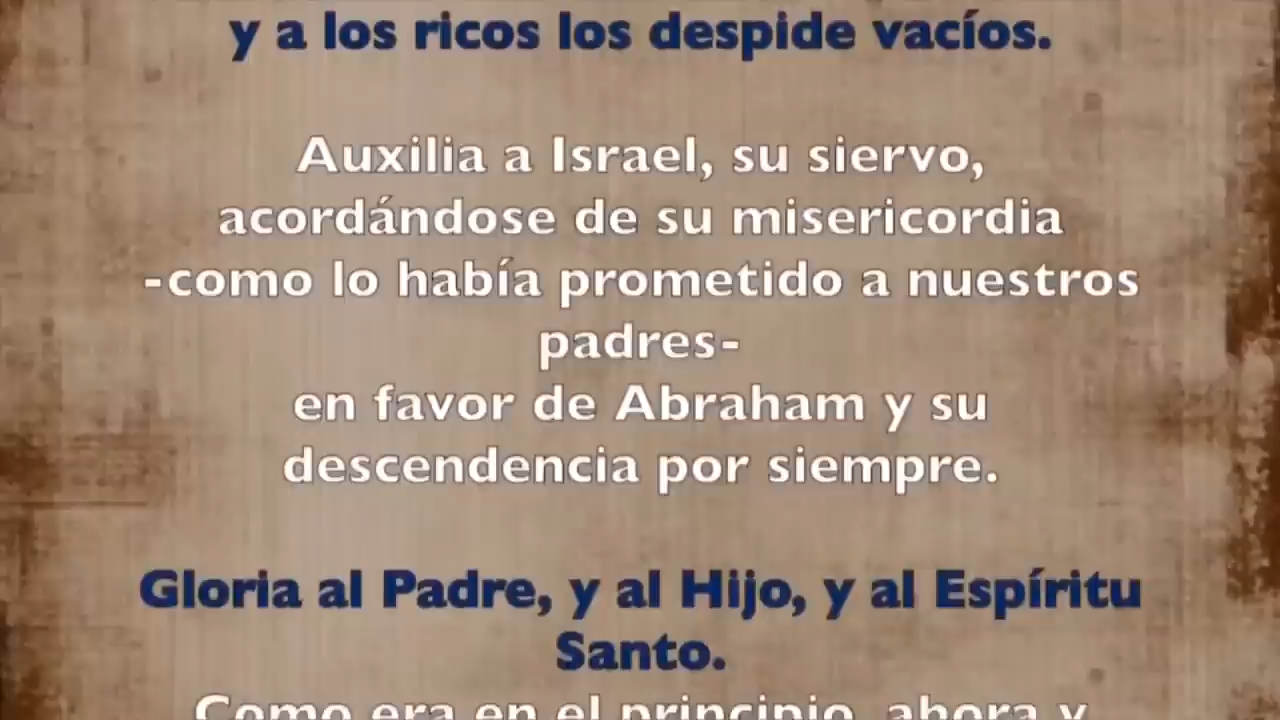 y a los ricos los despide vacíos.
Auxilia a Israel, su siervo,
acordándose de su misericordia
-como lo había prometido a nuestros
padres-
en favor de Abraham y su
descendencia por siempre.
Gloria al Padre, y al Hijo, y al Espíritu
Santo.
Como era en el principio, ahora y